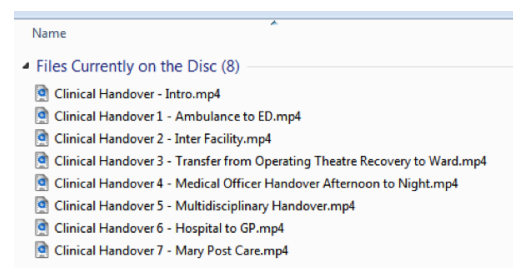 Name
Files Currently on the Disc (8)
Clinical Handover - Intro.mp4
Clinical Handover 1 - Ambulance to ED.mp4
Clinical Handover 2 - Inter Facility.mp4
Clinical Handover 3 - Transfer from Operating Theatre Recovery to Ward.mp4
Clinical Handover 4 - Medical Officer Handover Afternoon to Night.mp4
Clinical Handover 5 - Multidisciplinary Handover.mp4
Clinical Handover 6 - Hospital to GP.mp4
Clinical Handover 7 - Mary Post Care.mp4